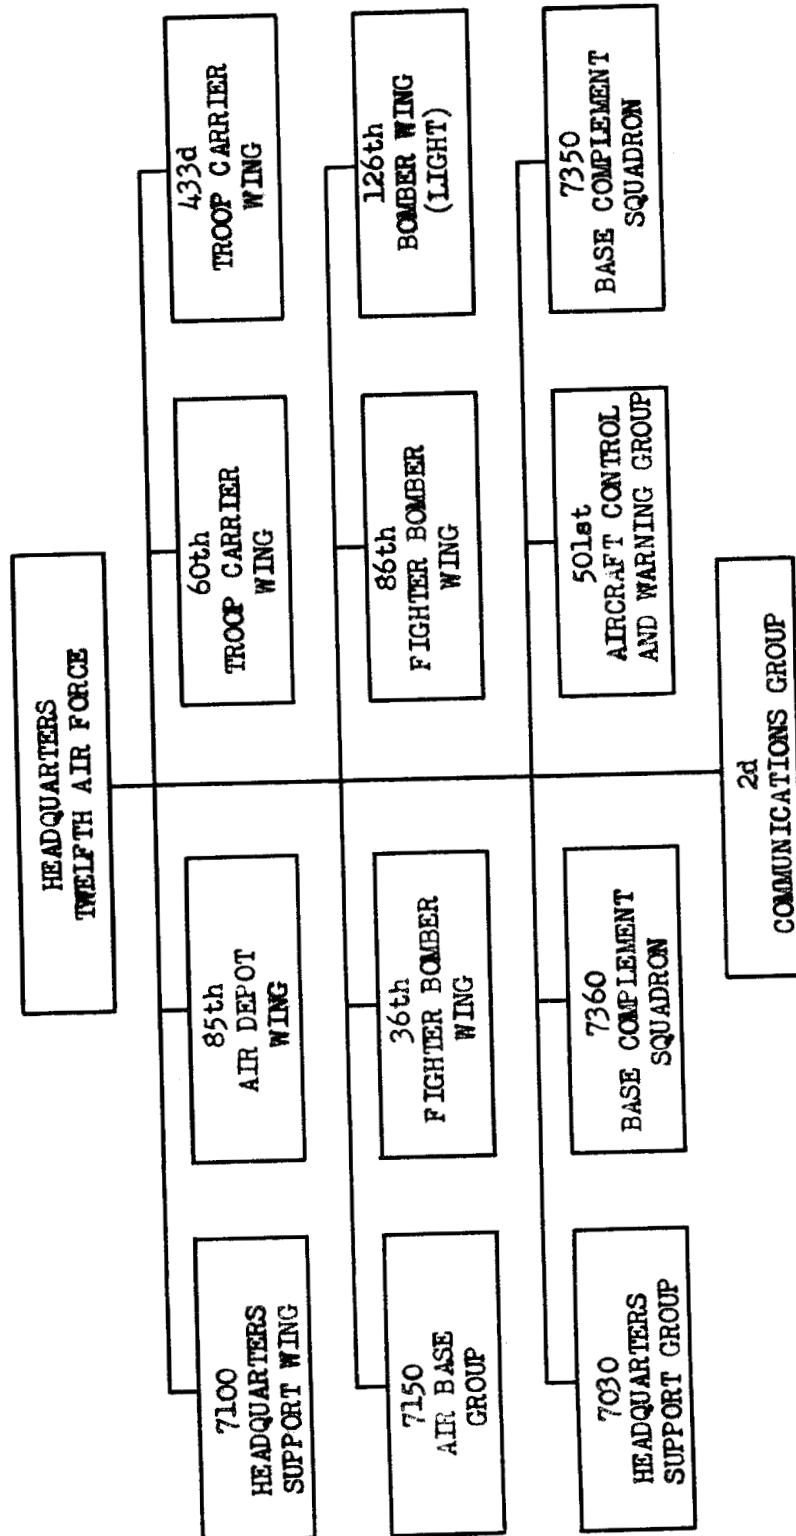 HEADQUARTERS
TWELFTH AIR FORCE
7100
HEADQUARTERS
SUPPORT WING
85th
AIR DEPOT
WING
60th
TROOP CARRIER
WING
433d
TROOP CARRIER
WING
7150
AIR BASE
GROUP
36th
FIGHTER BOMBER
WING
86th
FIGHTER BOMBER
WING
126th
BOMBER WING
(LIGHT)
7030
HEADQUARTERS
SUPPORT GROUP
7360
BASE COMPLEMENT
SQUADRON
501st
AIRCRAFT CONTROL
AND WARNING GROUP
7350
BASE COMPLEMENT
SQUADRON
2d
COMMUNICATIONS GROUP